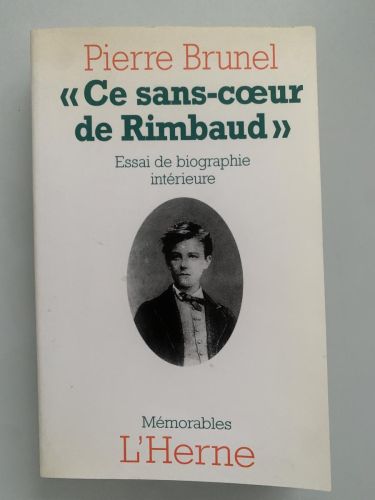 Pierre Brunel
« Ce sans-cœur
de Rimbaud »
Essai de biographie
intérieure
Mémorables
L'Herne